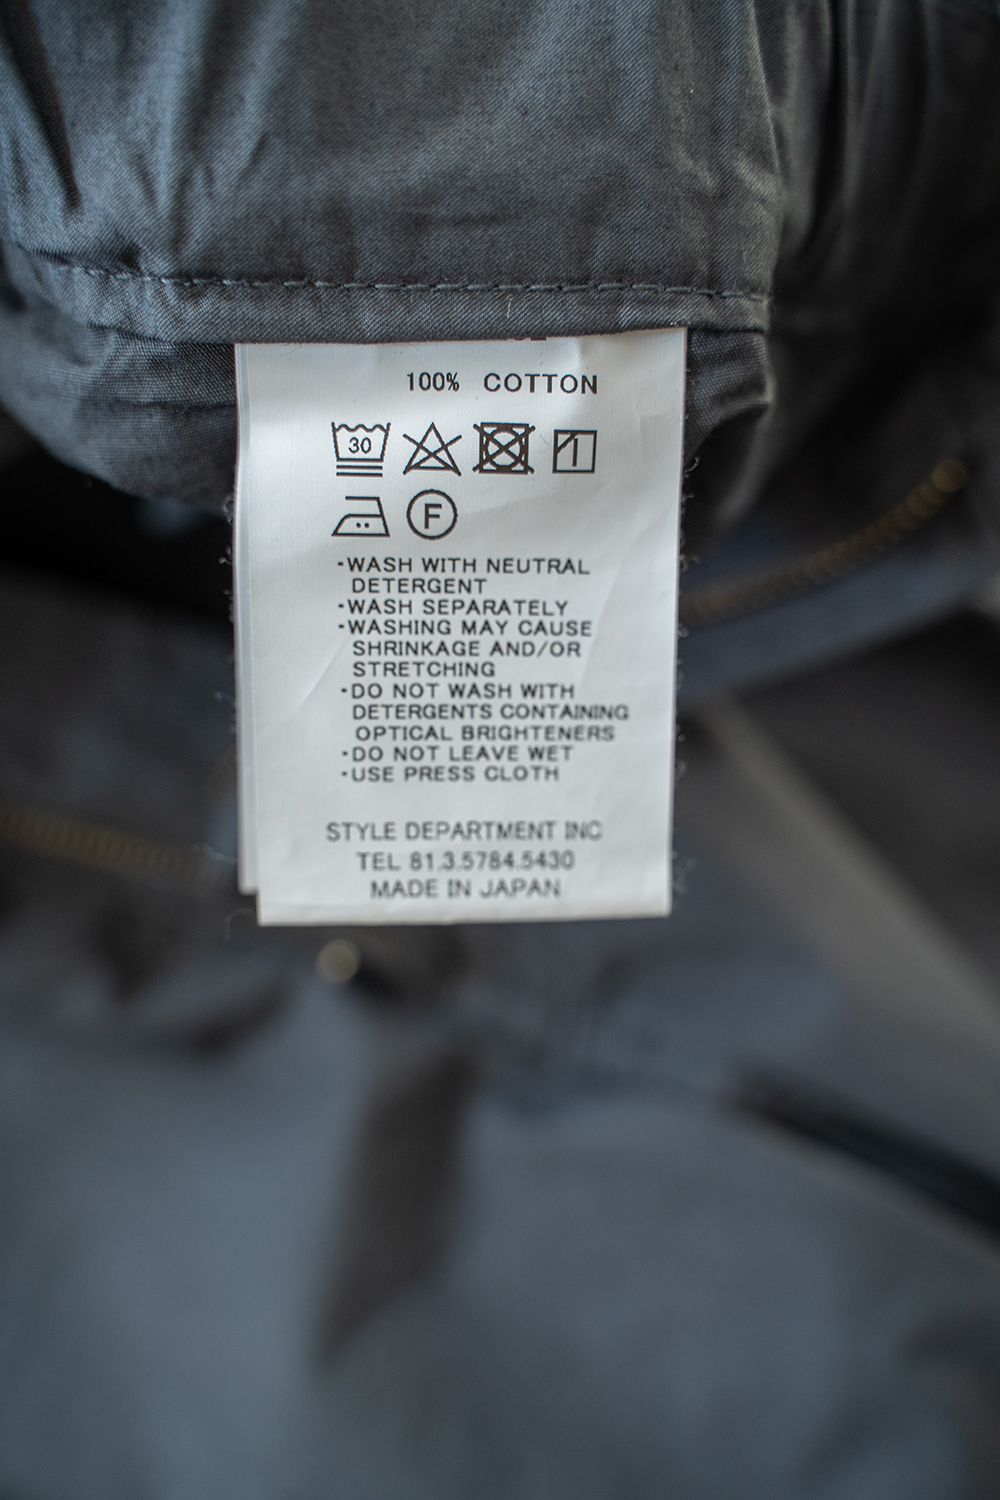 100% COTTON
30
F
·WASH WITH NEUTRAL
DETERGENT
·WASH SEPARATELY
·WASHING MAY CAUSE
SHRINKAGE AND/OR
STRETCHING
·DO NOT WASH WITH
DETERGENTS CONTAINING
OPTICAL BRIGHTENERS
·DO NOT LEAVE WET
·USE PRESS CLOTH
STYLE DEPARTMENT INC
TEL 81.3.5784.5430
MADE IN JAPAN